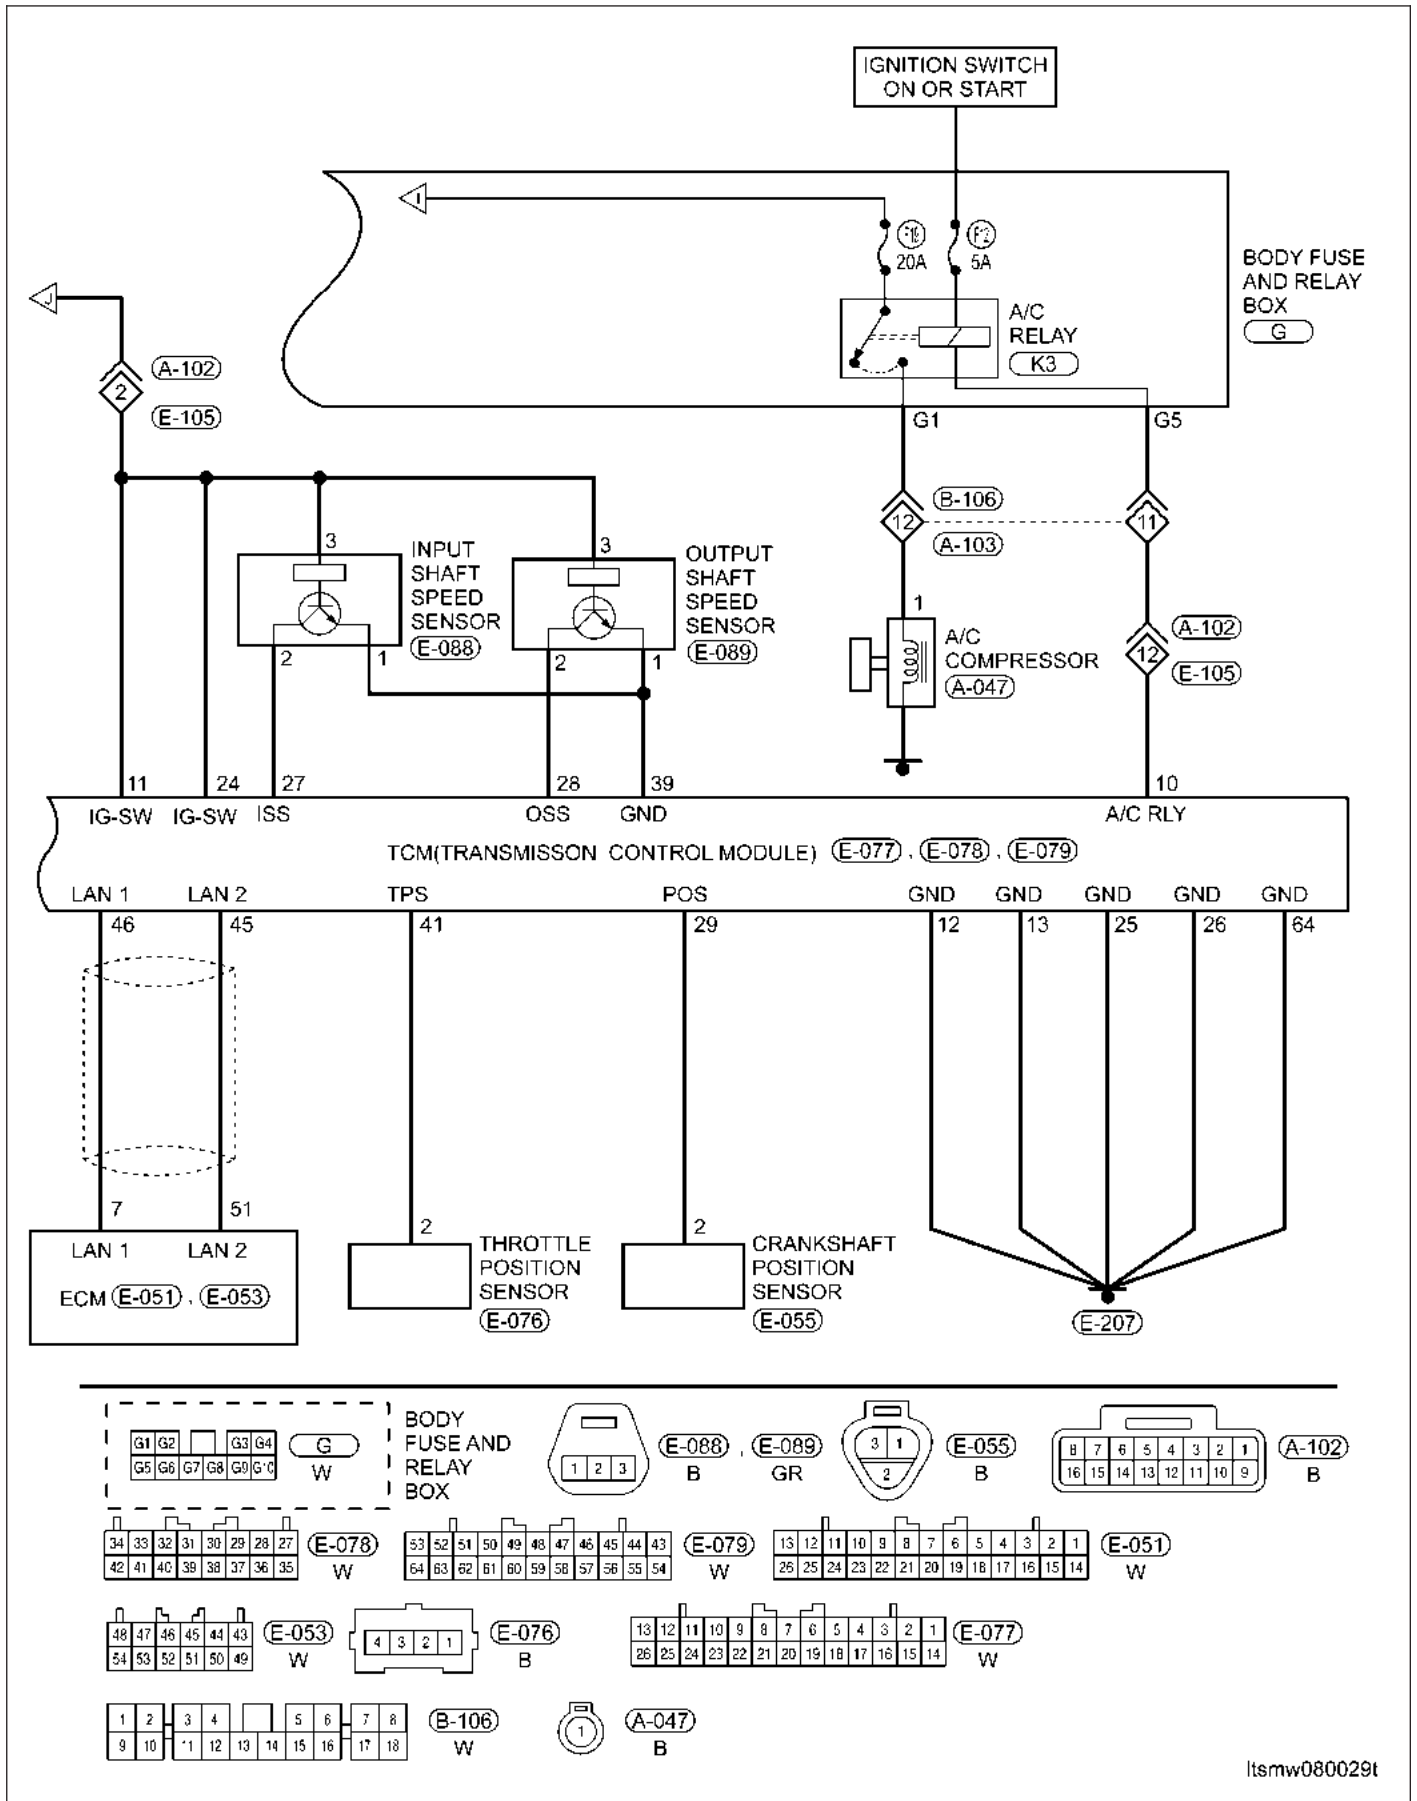 IGNITION SWITCH
ON OR START
I
F19
20A
F12
5A
A/C
RELAY
K3
BODY FUSE
AND RELAY
BOX
G
J
A-102
2
E-105
G1
G5
B-106
12
11
A-103
3
INPUT
SHAFT
SPEED
SENSOR
E-088
2
1
3
OUTPUT
SHAFT
SPEED
SENSOR
E-089
2
1
1
A/C
COMPRESSOR
A-047
A-102
12
E-105
11 24 27 28 39 10
IG-SW IG-SW ISS OSS GND A/C RLY
TCM(TRANSMISSON CONTROL MODULE) E-077 , E-078 , E-079
LAN 1 LAN 2 TPS POS GND GND GND GND GND
46 45 41 29 12 13 25 26 64
7 51
LAN 1 LAN 2
ECM E-051 , E-053
2
THROTTLE
POSITION
SENSOR
E-076
2
CRANKSHAFT
POSITION
SENSOR
E-055
E-207
G1 G2 G3 G4
G5 G6 G7 G8 G9 G10
G
W
BODY
FUSE AND
RELAY
BOX
1 2 3
E-088 , E-089
B GR
3 1
2
E-055
B
8 7 6 5 4 3 2 1
16 15 14 13 12 11 10 9
A-102
B
34 33 32 31 30 29 28 27
42 41 40 39 38 37 36 35
E-078
W
53 52 51 50 49 48 47 46 45 44 43
64 63 62 61 60 59 58 57 56 55 54
E-079
W
13 12 11 10 9 8 7 6 5 4 3 2 1
26 25 24 23 22 21 20 19 18 17 16 15 14
E-051
W
48 47 46 45 44 43
54 53 52 51 50 49
E-053
W
4 3 2 1
E-076
B
13 12 11 10 9 8 7 6 5 4 3 2 1
26 25 24 23 22 21 20 19 18 17 16 15 14
E-077
W
1 2 3 4 5 6 7 8
9 10 11 12 13 14 15 16 17 18
B-106
W
1
A-047
B
ltsmw080029t